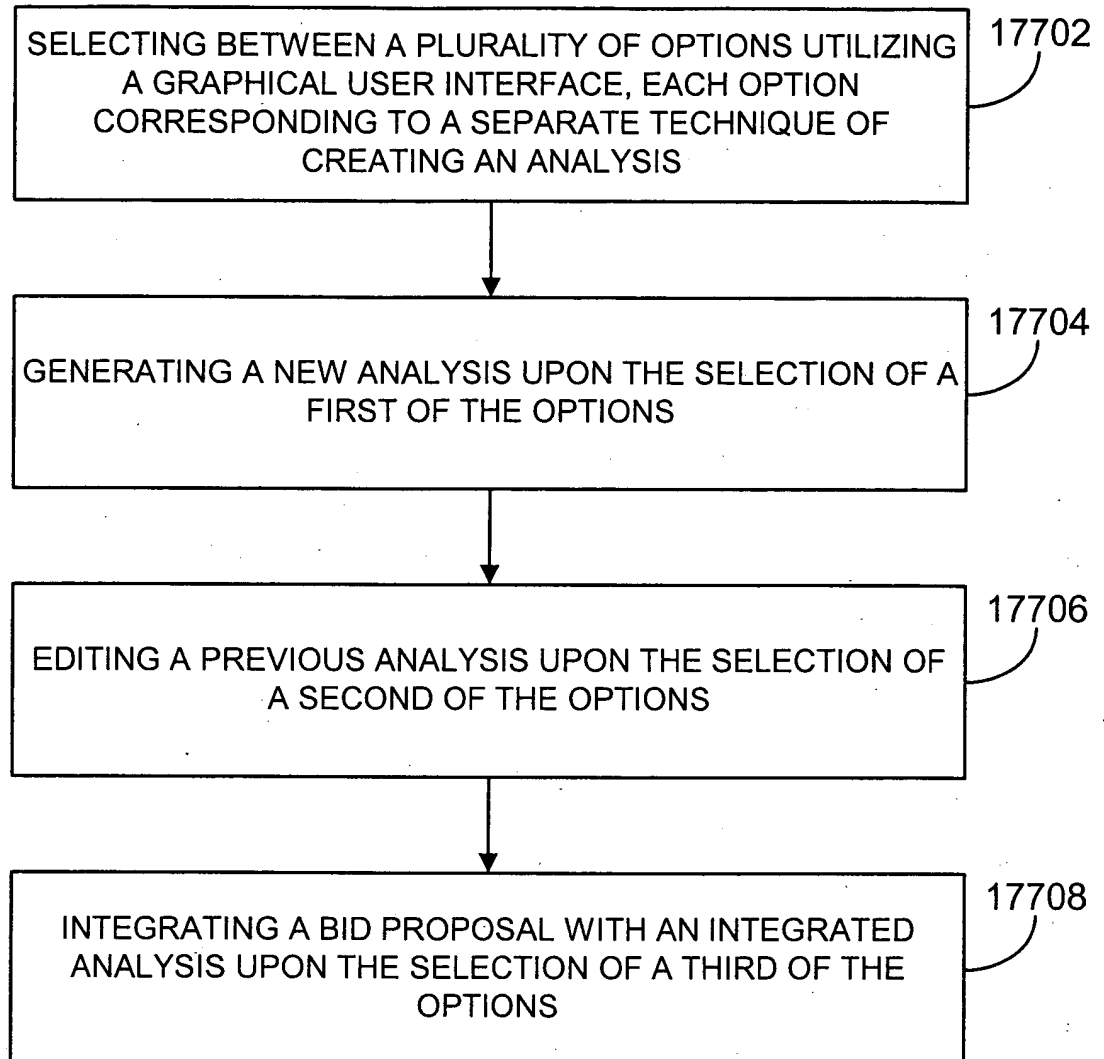 SELECTING BETWEEN A PLURALITY OF OPTIONS UTILIZING
A GRAPHICAL USER INTERFACE, EACH OPTION
CORRESPONDING TO A SEPARATE TECHNIQUE OF
CREATING AN ANALYSIS
17702
GENERATING A NEW ANALYSIS UPON THE SELECTION OF A
FIRST OF THE OPTIONS
17704
EDITING A PREVIOUS ANALYSIS UPON THE SELECTION OF
A SECOND OF THE OPTIONS
17706
INTEGRATING A BID PROPOSAL WITH AN INTEGRATED
ANALYSIS UPON THE SELECTION OF A THIRD OF THE
OPTIONS
17708